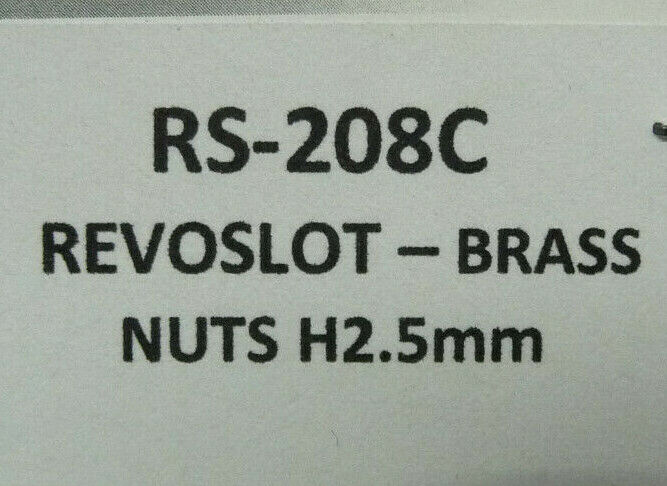 RS-208C
REVOSLOT – BRASS
NUTS H2.5mm